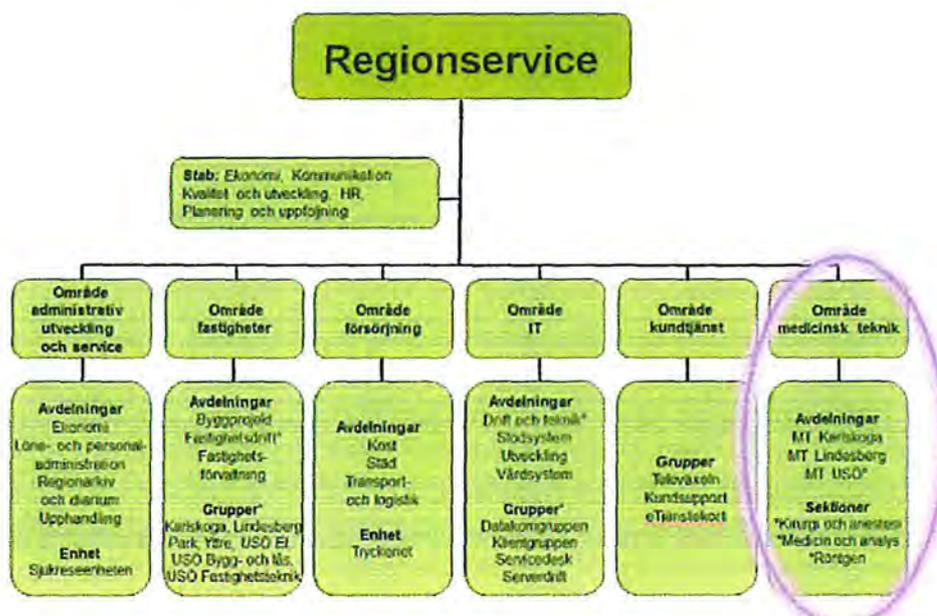 Regionservice
Stab: Ekonomi, Kommunikation
Kvalitet och utveckling, HR,
Planering och uppföljning
Område
administrativ
utveckling
och service
Område
fastigheter
Område
försörjning
Område
IT
Område
kundtjänst
Område
medicinsk teknik
Avdelningar
Ekonomi
Löne- och personal-
administration
Regionarkiv
och diarium
Upphandling
Enhet
Sjukreseenheten
Avdelningar
Byggprojekt
Fastighetsdrift*
Fastighets-
förvaltning
Grupper*
Karlskoga, Lindesberg
Park, Yttre, USÖ El,
USÖ Bygg- och lås,
USÖ Fastighetsteknik
Avdelningar
Kost
Städ
Transport-
och logistik
Enhet
Tryckeriet
Avdelningar
Drift och teknik*
Stödsystem
Utveckling
Vårdsystem
Grupper*
Datakomgruppen
Klientgruppen
Servicedesk
Serverdrift
Grupper
Televäxeln
Kundsupport
eTjänstekort
Avdelningar
MT Karlskoga
MT Lindesberg
MT USÖ*
Sektioner
*Kirurgi och anestesi
*Medicin och analys
*Röntgen